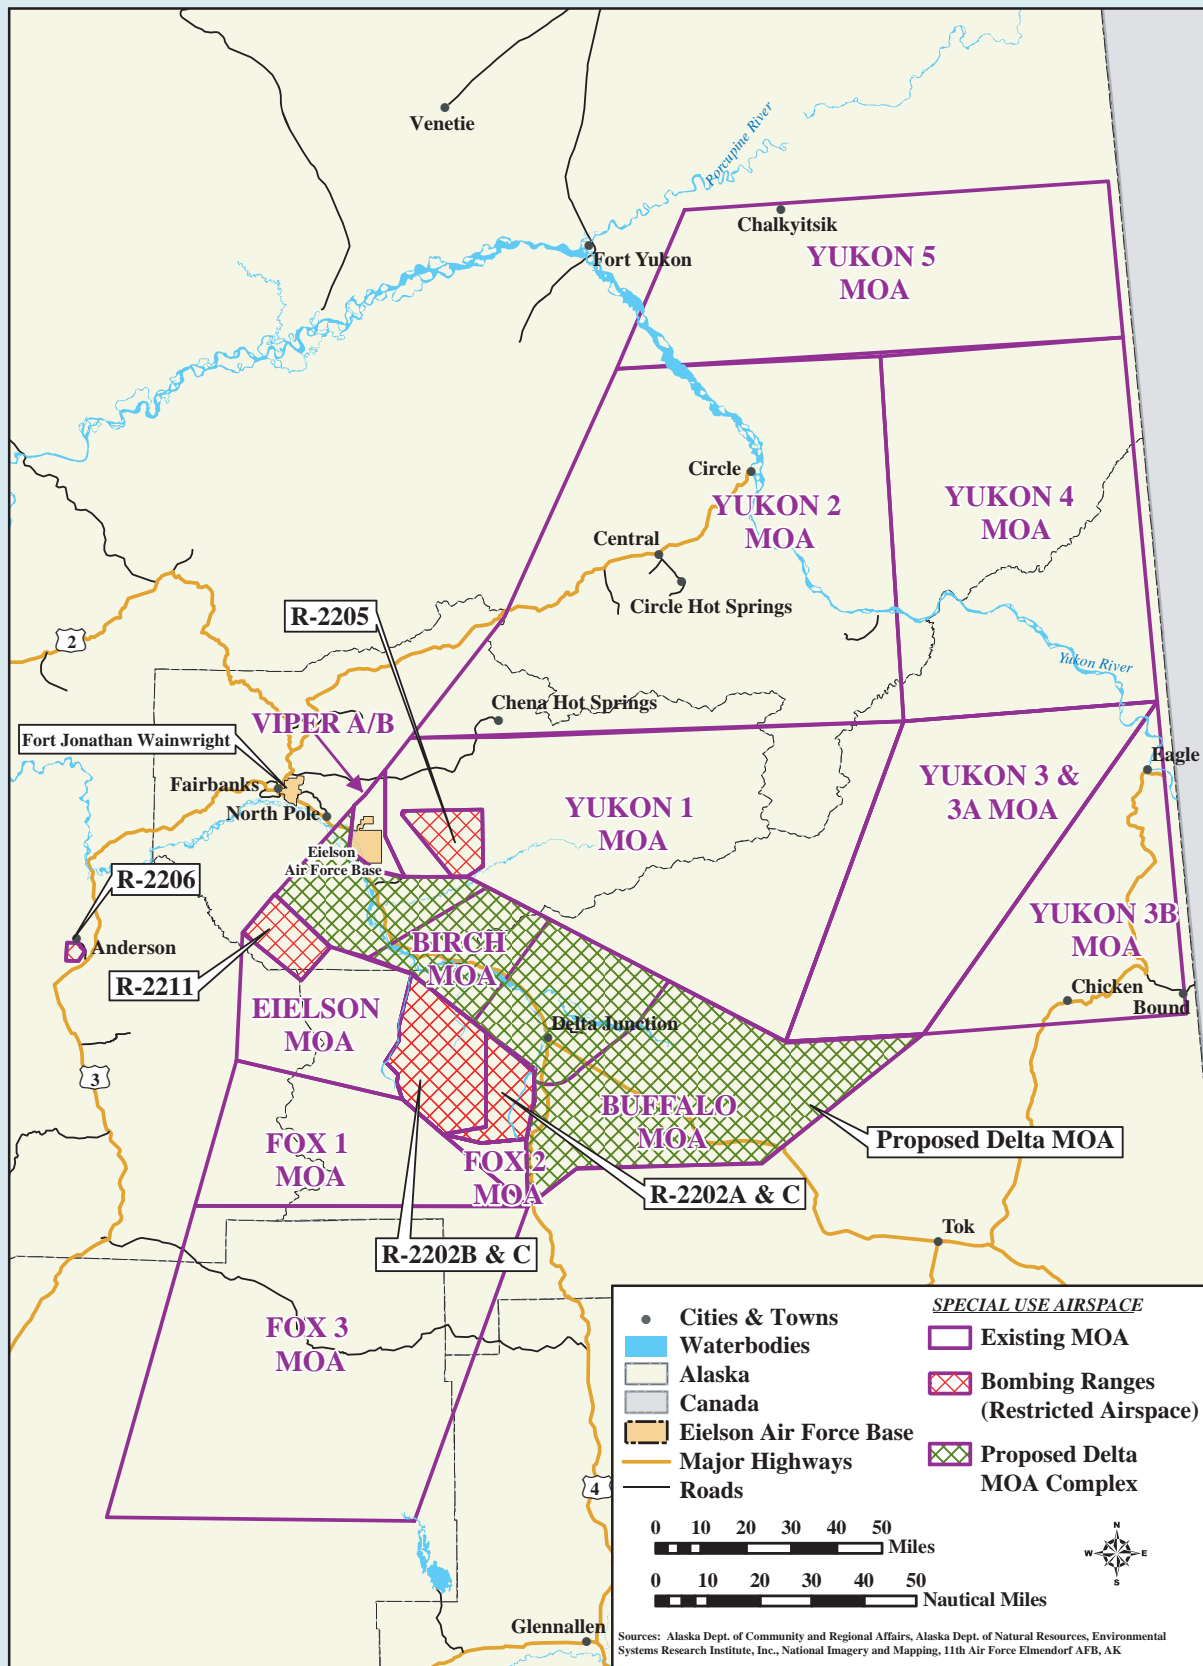 Venetie
Porcupine River
Chalkyitsik
Fort Yukon
YUKON 5
MOA
Circle
YUKON 2
MOA
YUKON 4
MOA
Central
Circle Hot Springs
R-2205
2
Yukon River
Chena Hot Springs
VIPER A/B
Fort Jonathan Wainwright
Eagle
Fairbanks
YUKON 3 &
3A MOA
North Pole
YUKON 1
MOA
Eielson
Air Force Base
R-2206
Anderson
YUKON 3B
MOA
BIRCH
MOA
R-2211
Chicken
Bound
EIELSON
MOA
Delta Junction
3
BUFFALO
MOA
Proposed Delta MOA
FOX 1
MOA
FOX 2
MOA
R-2202A & C
Tok
R-2202B & C
FOX 3
MOA
4
Glennallen
Cities & Towns
Waterbodies
Alaska
Canada
Eielson Air Force Base
Major Highways
Roads
SPECIAL USE AIRSPACE
Existing MOA
Bombing Ranges
(Restricted Airspace)
Proposed Delta
MOA Complex
0 10 20 30 40 50
Miles
0 10 20 30 40 50
Nautical Miles
N
W E
S
Sources: Alaska Dept. of Community and Regional Affairs, Alaska Dept. of Natural Resources, Environmental
Systems Research Institute, Inc., National Imagery and Mapping, 11th Air Force Elmendorf AFB, AK